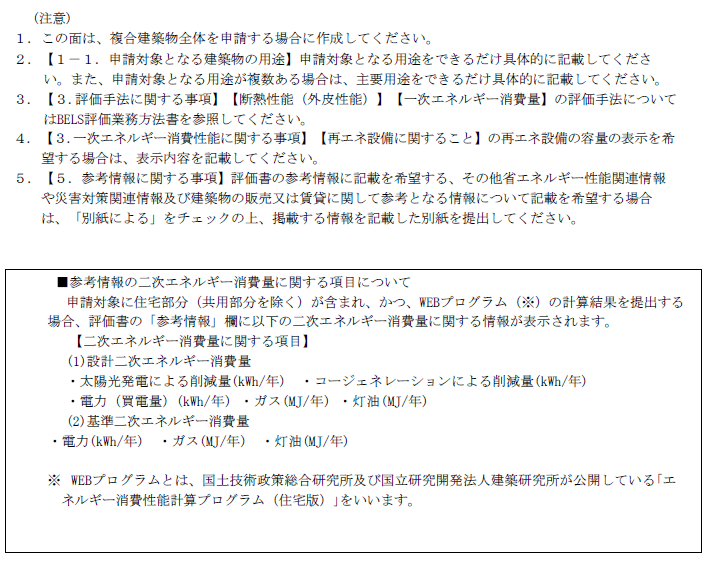 (注意)
１．この面は、複合建築物全体を申請する場合に作成してください。
２．【１－１．申請対象となる建築物の用途】申請対象となる用途をできるだけ具体的に記載してくださ
い。また、申請対象となる用途が複数ある場合は、主要用途をできるだけ具体的に記載してください。
３．【３.評価手法に関する事項】【断熱性能（外皮性能）】【一次エネルギー消費量】の評価手法について
はBELS評価業務方法書を参照してください。
４．【３.一次エネルギー消費性能に関する事項】【再エネ設備に関すること】の再エネ設備の容量の表示を希
望する場合は、表示内容を記載してください。
５．【５．参考情報に関する事項】評価書の参考情報に記載を希望する、その他省エネルギー性能関連情報
や災害対策関連情報及び建築物の販売又は賃貸に関して参考となる情報について記載を希望する場合
は、「別紙による」をチェックの上、掲載する情報を記載した別紙を提出してください。
■参考情報の二次エネルギー消費量に関する項目について
申請対象に住宅部分（共用部分を除く）が含まれ、かつ、WEBプログラム（※）の計算結果を提出する
場合、評価書の「参考情報」欄に以下の二次エネルギー消費量に関する情報が表示されます。
【二次エネルギー消費量に関する項目】
(1)設計二次エネルギー消費量
・太陽光発電による削減量(kWh/年)　・コージェネレーションによる削減量(kWh/年)
・電力（買電量）(kWh/年)　・ガス(MJ/年)　・灯油(MJ/年)
(2)基準二次エネルギー消費量
・電力(kWh/年)　・ガス(MJ/年)　・灯油(MJ/年)
※　WEBプログラムとは、国土技術政策総合研究所及び国立研究開発法人建築研究所が公開している｢エ
ネルギー消費性能計算プログラム（住宅版）｣をいいます。